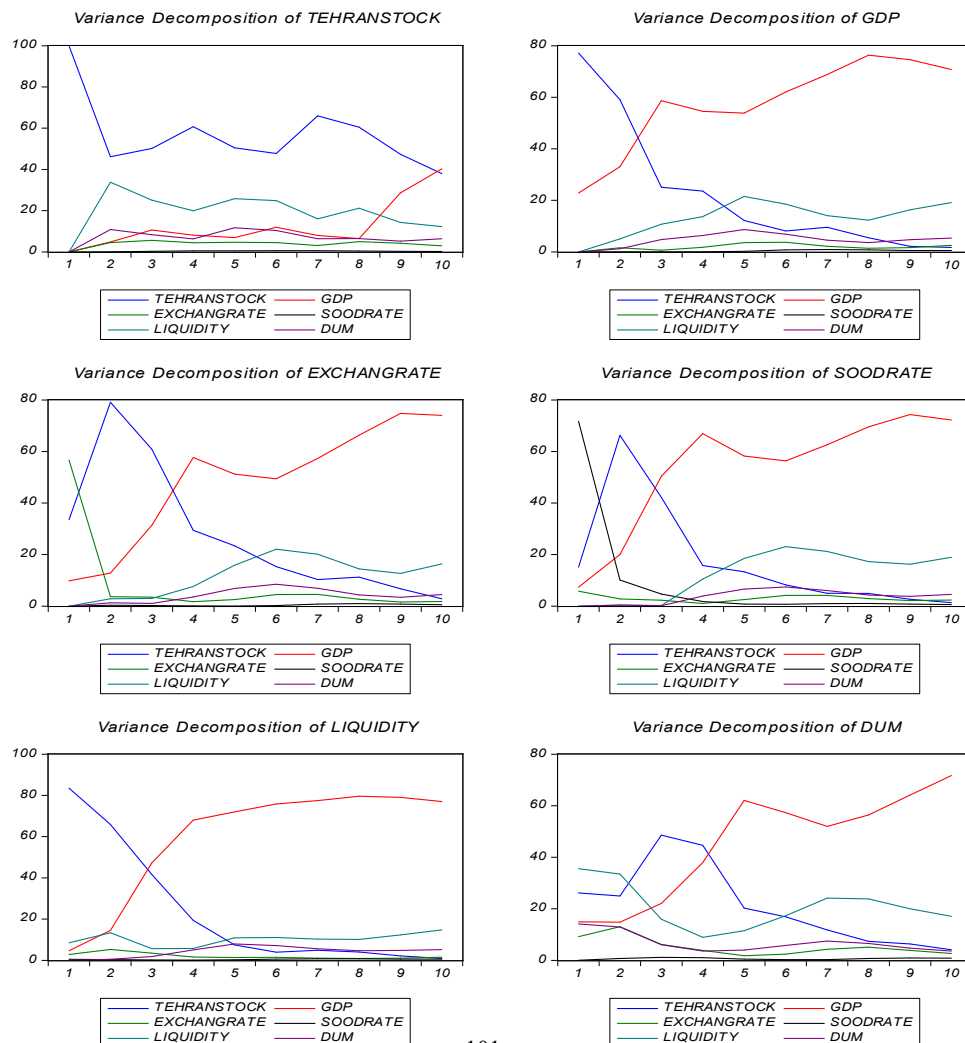 Variance Decomposition of TEHRANSTOCK
100
80
60
40
20
0
1 2 3 4 5 6 7 8 9 10
TEHRANSTOCK GDP
EXCHANGRATE SOODRATE
LIQUIDITY DUM
Variance Decomposition of GDP
80
60
40
20
0
1 2 3 4 5 6 7 8 9 10
TEHRANSTOCK GDP
EXCHANGRATE SOODRATE
LIQUIDITY DUM
Variance Decomposition of EXCHANGRATE
80
60
40
20
0
1 2 3 4 5 6 7 8 9 10
TEHRANSTOCK GDP
EXCHANGRATE SOODRATE
LIQUIDITY DUM
Variance Decomposition of SOODRATE
80
60
40
20
0
1 2 3 4 5 6 7 8 9 10
TEHRANSTOCK GDP
EXCHANGRATE SOODRATE
LIQUIDITY DUM
Variance Decomposition of LIQUIDITY
100
80
60
40
20
0
1 2 3 4 5 6 7 8 9 10
TEHRANSTOCK GDP
EXCHANGRATE SOODRATE
LIQUIDITY DUM
Variance Decomposition of DUM
80
60
40
20
0
1 2 3 4 5 6 7 8 9 10
TEHRANSTOCK GDP
EXCHANGRATE SOODRATE
LIQUIDITY DUM